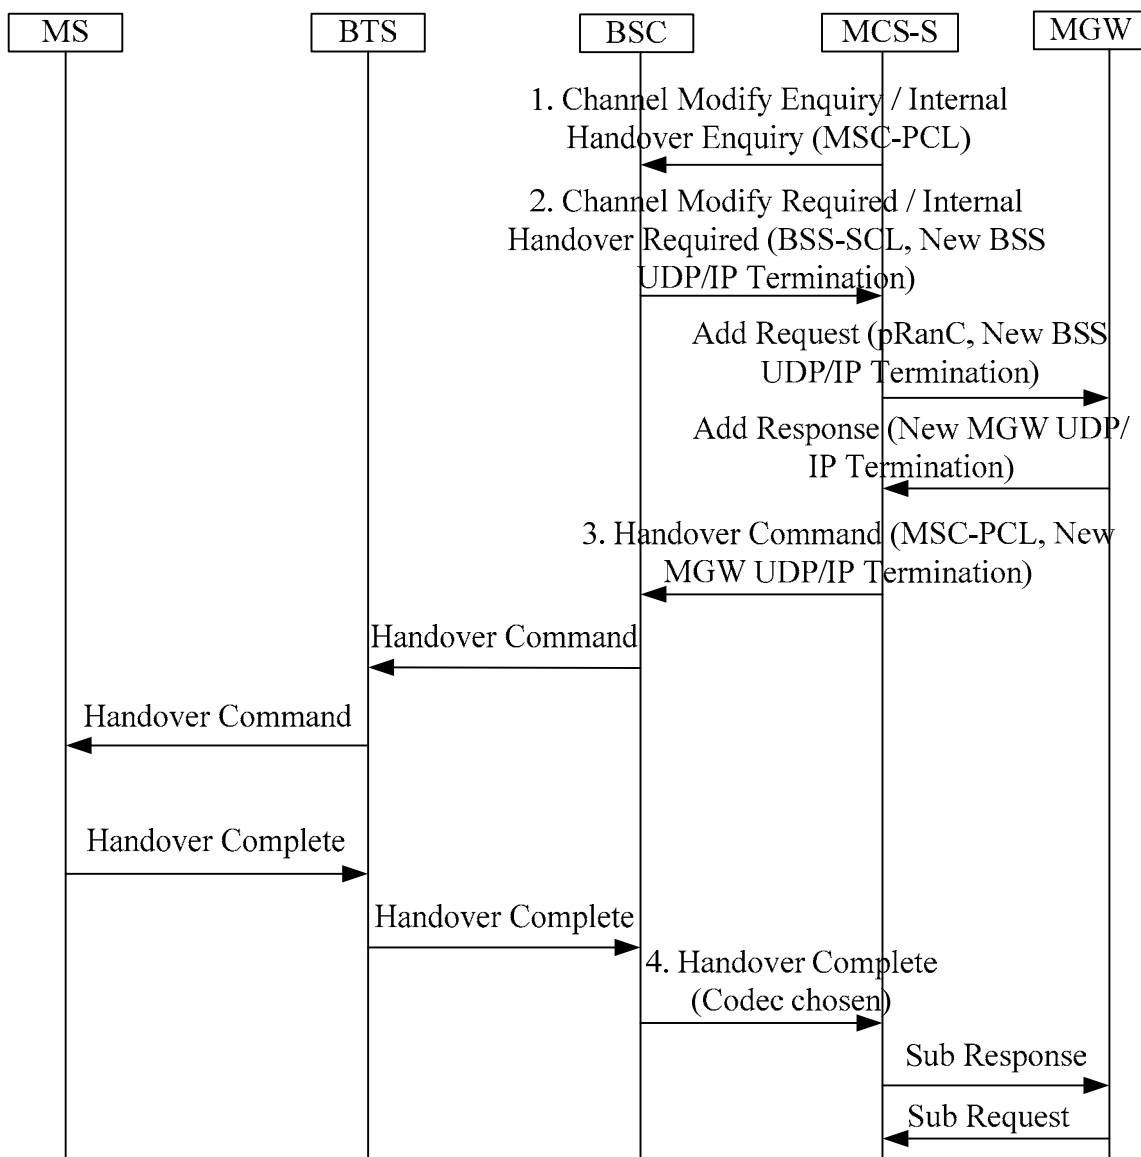 MS
BTS
BSC
MCS-S
MGW
1. Channel Modify Enquiry / Internal
Handover Enquiry (MSC-PCL)
2. Channel Modify Required / Internal
Handover Required (BSS-SCL, New BSS
UDP/IP Termination)
Add Request (pRanC, New BSS
UDP/IP Termination)
Add Response (New MGW UDP/
IP Termination)
3. Handover Command (MSC-PCL, New
MGW UDP/IP Termination)
Handover Command
Handover Command
Handover Complete
Handover Complete
4. Handover Complete
(Codec chosen)
Sub Response
Sub Request